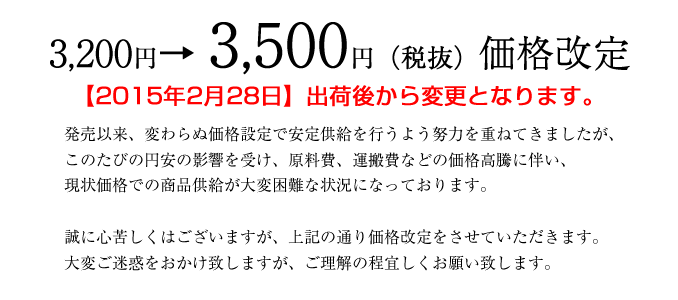 3,200円→ 3,500円（税抜）価格改定
【2015年2月28日】出荷後から変更となります。
発売以来、変わらぬ価格設定で安定供給を行うよう努力を重ねてきましたが、
このたびの円安の影響を受け、原料費、運搬費などの価格高騰に伴い、
現状価格での商品供給が大変困難な状況になっております。
誠に心苦しくはございますが、上記の通り価格改定をさせていただきます。
大変ご迷惑をおかけ致しますが、ご理解の程宜しくお願い致します。